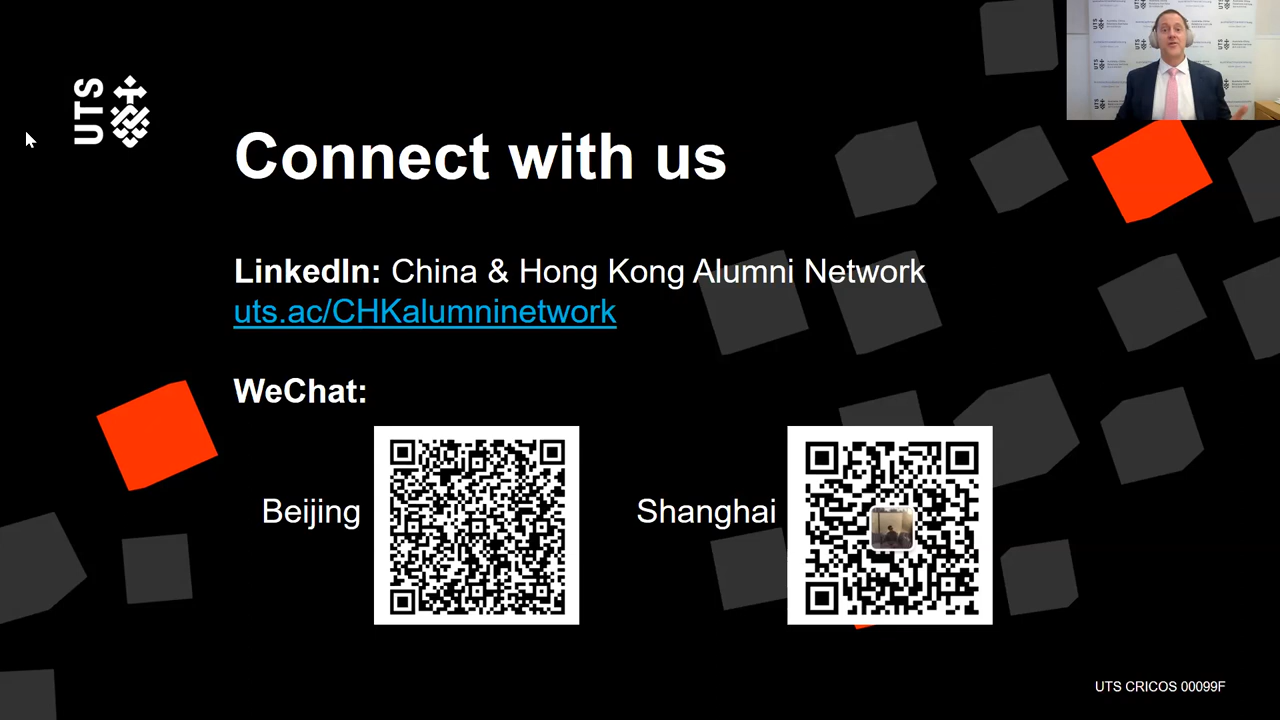 UTS
Connect with us
LinkedIn: China & Hong Kong Alumni Network
uts.ac/CHKalumninetwork
WeChat:
Beijing
Shanghai
UTS CRICOS 00099F